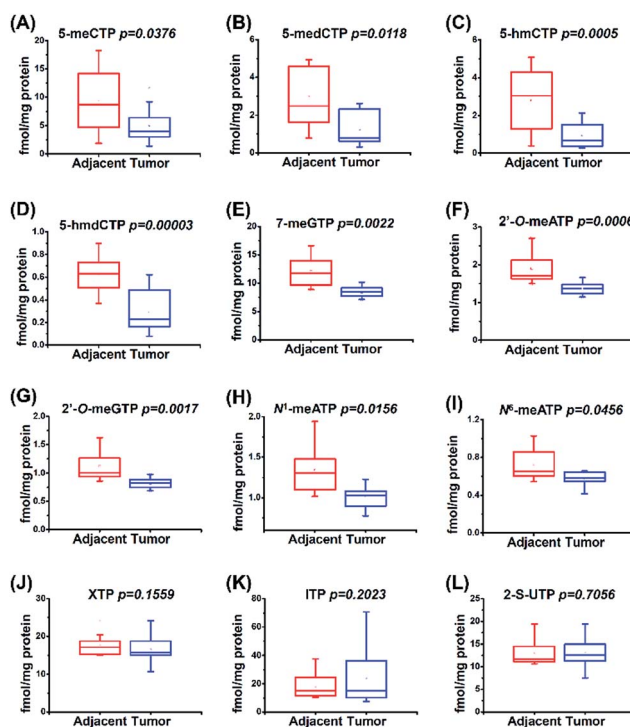 (A) 5-meCTP p=0.0376
fmol/mg protein
20
15
10
5
0
Adjacent Tumor
(B) 5-medCTP p=0.0118
fmol/mg protein
6
4
2
0
Adjacent Tumor
(C) 5-hmCTP p=0.0005
fmol/mg protein
6
4
2
0
Adjacent Tumor
(D) 5-hmdCTP p=0.00003
fmol/mg protein
1.0
0.8
0.6
0.4
0.2
0.0
Adjacent Tumor
(E) 7-meGTP p=0.0022
fmol/mg protein
20
15
10
5
0
Adjacent Tumor
(F) 2'-O-meATP p=0.0006
fmol/mg protein
3
2
1
0
Adjacent Tumor
(G) 2'-O-meGTP p=0.0017
fmol/mg protein
2.0
1.5
1.0
0.5
0.0
Adjacent Tumor
(H) N¹-meATP p=0.0156
fmol/mg protein
2.0
1.5
1.0
Adjacent Tumor
(I) N⁶-meATP p=0.0456
fmol/mg protein
1.2
0.8
0.4
0.0
Adjacent Tumor
(J) XTP p=0.1559
fmol/mg protein
30
20
10
0
Adjacent Tumor
(K) ITP p=0.2023
fmol/mg protein
80
60
40
20
0
Adjacent Tumor
(L) 2-S-UTP p=0.7056
fmol/mg protein
25
20
15
10
5
0
Adjacent Tumor